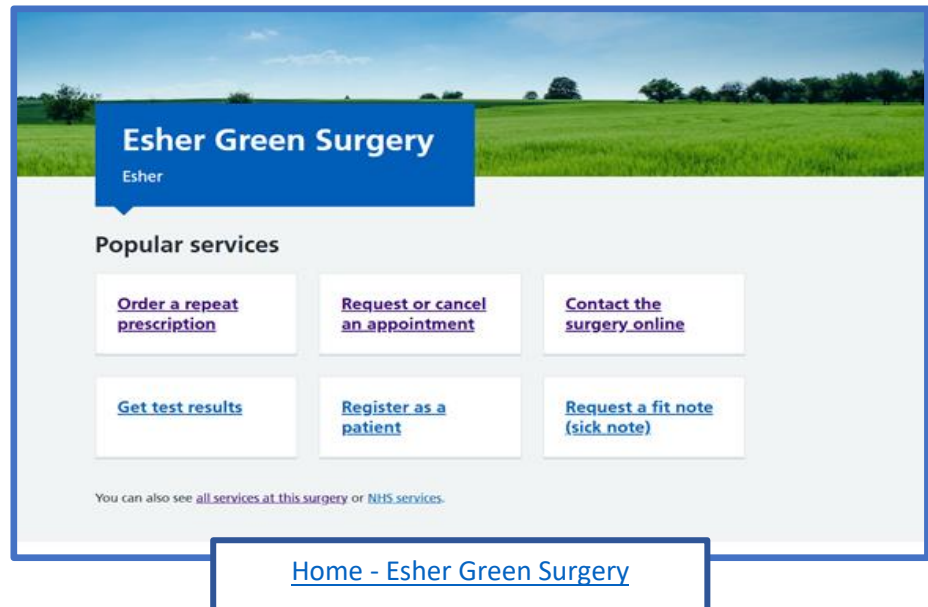 Esher Green Surgery
Esher
Popular services
Order a repeat
prescription
Request or cancel
an appointment
Contact the
surgery online
Get test results
Register as a
patient
Request a fit note
(sick note)
You can also see all services at this surgery or NHS services.
Home - Esher Green Surgery